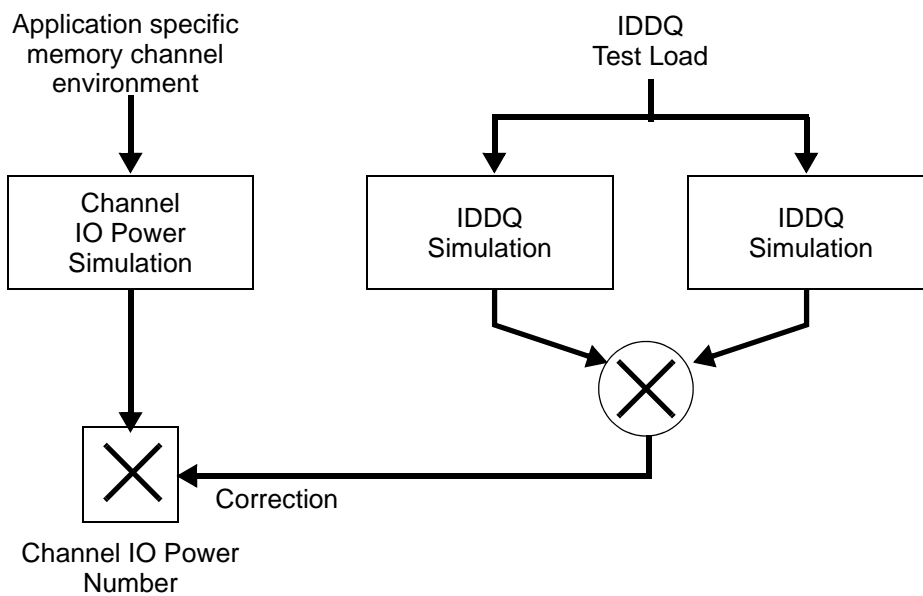 Application specific
memory channel
environment
IDDQ
Test Load
Channel
IO Power
Simulation
IDDQ
Simulation
IDDQ
Simulation
Correction
Channel IO Power
Number